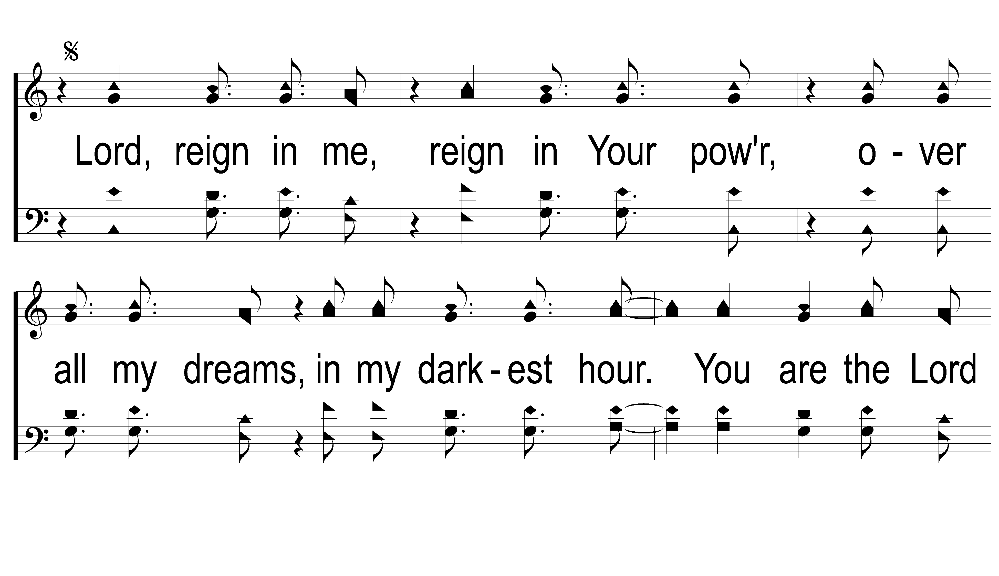 Lord, reign in me, reign in Your pow'r, o - ver
all my dreams, in my dark - est hour. You are the Lord